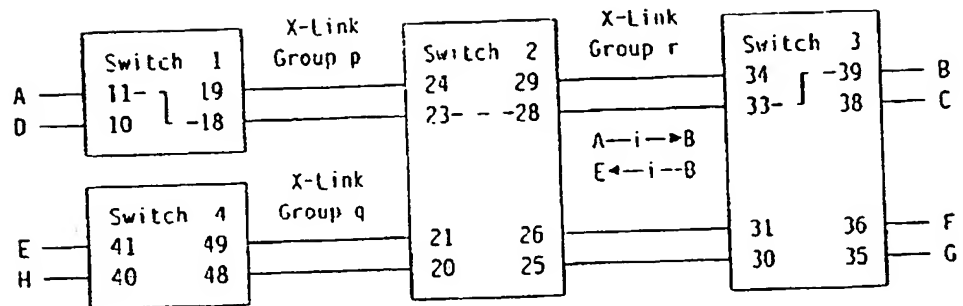 X-Link
Group p
X-Link
Group r
Switch 1
11- 19
10 -18
A
D
Switch 2
24 29
23- - -28
21 26
20 25
Switch 3
34 -39
33- 38
31 36
30 35
B
C
F
G
A—i—►B
E◄—i--B
X-Link
Group q
Switch 4
41 49
40 48
E
H